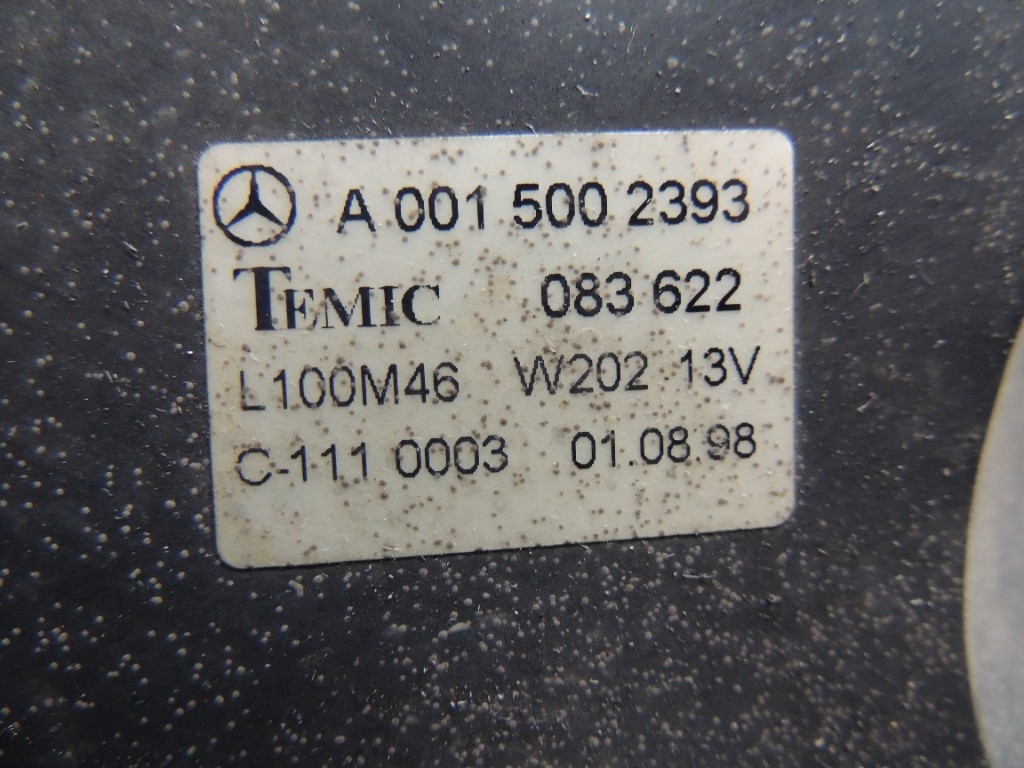 A 001 500 2393
TEMIC 083 622
L100M46 W202 13V
C-111 0003 01.08.98